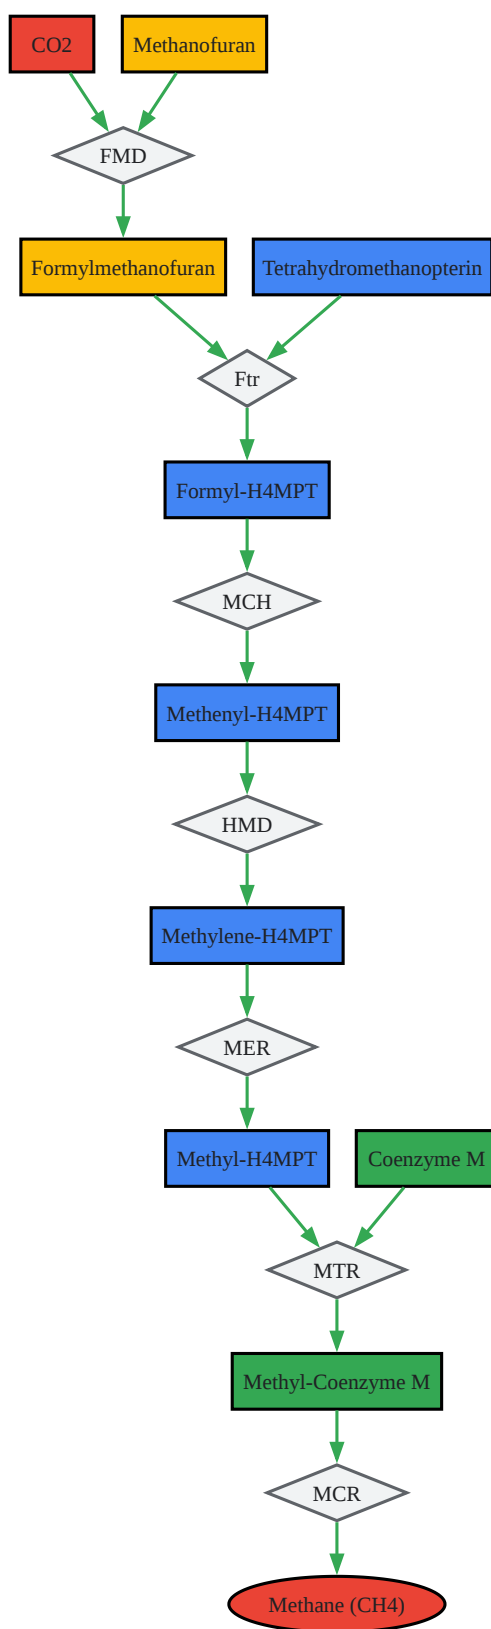 CO2
Methanofuran
FMD
Formylmethanofuran
Tetrahydromethanopterin
Ftr
Formyl-H4MPT
MCH
Methenyl-H4MPT
HMD
Methylene-H4MPT
MER
Methyl-H4MPT
Coenzyme M
MTR
Methyl-Coenzyme M
MCR
Methane (CH4)